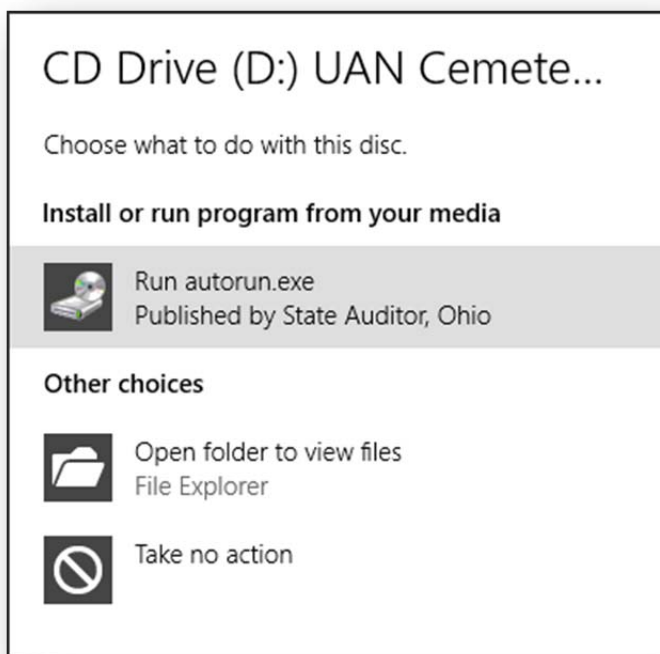 CD Drive (D:) UAN Cemete...
Choose what to do with this disc.
Install or run program from your media
Run autorun.exe
Published by State Auditor, Ohio
Other choices
Open folder to view files
File Explorer
Take no action